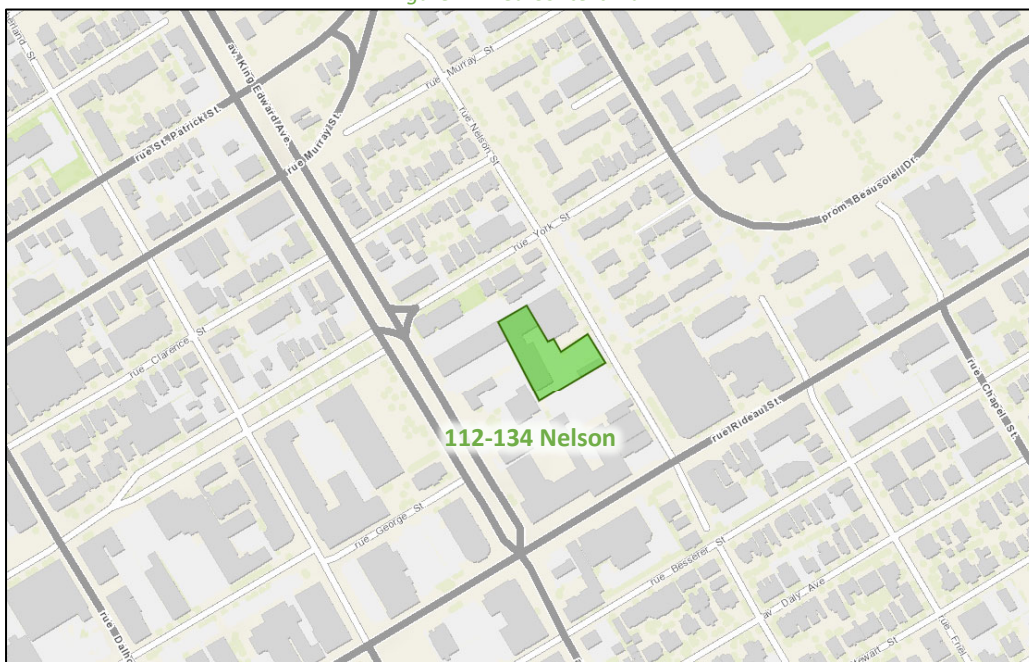 rue Murray St
av. King Edward Ave.
rue St. Patrick St.
rue Murray St.
rue Nelson St
prom. Beausoleil Dr.
rue York St
rue Clarence St
112-134 Nelson
rue Rideau St.
rue Chapel St.
rue George St
rue Besserer St
av Daly Ave